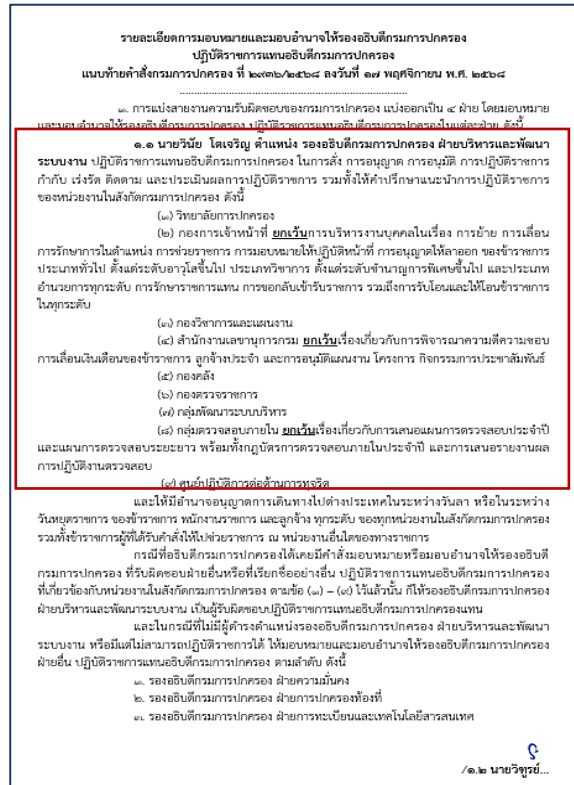 รายละเอียดการมอบหมายและมอบอำนาจให้รองอธิบดีกรมการปกครอง
ปฏิบัติราชการแทนอธิบดีกรมการปกครอง
แนบท้ายคำสั่งกรมการปกครอง ที่ ๒๙๓๖/๒๕๖๘ ลงวันที่ ๑๗ พฤศจิกายน พ.ศ. ๒๕๖๘
๑. การแบ่งสายงานความรับผิดชอบของกรมการปกครอง แบ่งออกเป็น ๔ ฝ่าย โดยมอบหมาย
และมอบอำนาจให้รองอธิบดีกรมการปกครอง ปฏิบัติราชการแทนอธิบดีกรมการปกครองในแต่ละฝ่าย ดังนี้
๑.๑ นายวินัย โตเจริญ ตำแหน่ง รองอธิบดีกรมการปกครอง ฝ่ายบริหารและพัฒนา
ระบบงาน ปฏิบัติราชการแทนอธิบดีกรมการปกครอง ในการสั่ง การอนุญาต การอนุมัติ การปฏิบัติราชการ
กำกับ เร่งรัด ติดตาม และประเมินผลการปฏิบัติราชการ รวมทั้งให้คำปรึกษาแนะนำการปฏิบัติราชการ
ของหน่วยงานในสังกัดกรมการปกครอง ดังนี้
(๑) วิทยาลัยการปกครอง
(๒) กองการเจ้าหน้าที่ ยกเว้นการบริหารงานบุคคลในเรื่อง การย้าย การเลื่อน
การรักษาการในตำแหน่ง การช่วยราชการ การมอบหมายให้ปฏิบัติหน้าที่ การอนุญาตให้ลาออก ของข้าราชการ
ประเภททั่วไป ตั้งแต่ระดับอาวุโสขึ้นไป ประเภทวิชาการ ตั้งแต่ระดับชำนาญการพิเศษขึ้นไป และประเภท
อำนวยการทุกระดับ การรักษาราชการแทน การขอกลับเข้ารับราชการ รวมถึงการรับโอนและให้โอนข้าราชการ
ในทุกระดับ
(๓) กองวิชาการและแผนงาน
(๔) สำนักงานเลขานุการกรม ยกเว้นเรื่องเกี่ยวกับการพิจารณาความดีความชอบ
การเลื่อนเงินเดือนของข้าราชการ ลูกจ้างประจำ และการอนุมัติแผนงาน โครงการ กิจกรรมการประชาสัมพันธ์
(๕) กองคลัง
(๖) กองตรวจราชการ
(๗) กลุ่มพัฒนาระบบบริหาร
(๘) กลุ่มตรวจสอบภายใน ยกเว้นเรื่องเกี่ยวกับการเสนอแผนการตรวจสอบประจำปี
และแผนการตรวจสอบระยะยาว พร้อมทั้งกฎบัตรการตรวจสอบภายในประจำปี และการเสนอรายงานผล
การปฏิบัติงานตรวจสอบ
(๙) ศูนย์ปฏิบัติการต่อต้านการทุจริต
และให้มีอำนาจอนุญาตการเดินทางไปต่างประเทศในระหว่างวันลา หรือในระหว่าง
วันหยุดราชการ ของข้าราชการ พนักงานราชการ และลูกจ้าง ทุกระดับ ของทุกหน่วยงานในสังกัดกรมการปกครอง
รวมทั้งข้าราชการผู้ที่ได้รับคำสั่งให้ไปช่วยราชการ ณ หน่วยงานอื่นใดของทางราชการ
กรณีที่อธิบดีกรมการปกครองได้เคยมีคำสั่งมอบหมายหรือมอบอำนาจให้รองอธิบดี
กรมการปกครอง ที่รับผิดชอบฝ่ายอื่นหรือที่เรียกชื่ออย่างอื่น ปฏิบัติราชการแทนอธิบดีกรมการปกครอง
ที่เกี่ยวข้องกับหน่วยงานในสังกัดกรมการปกครอง ตามข้อ (๑) – (๙) ไว้แล้วนั้น ก็ให้รองอธิบดีกรมการปกครอง
ฝ่ายบริหารและพัฒนาระบบงาน เป็นผู้รับผิดชอบปฏิบัติราชการแทนอธิบดีกรมการปกครองแทน
และในกรณีที่ไม่มีผู้ดำรงตำแหน่งรองอธิบดีกรมการปกครอง ฝ่ายบริหารและพัฒนา
ระบบงาน หรือมีแต่ไม่สามารถปฏิบัติราชการได้ ให้มอบหมายและมอบอำนาจให้รองอธิบดีกรมการปกครอง
ฝ่ายอื่น ปฏิบัติราชการแทนอธิบดีกรมการปกครอง ตามลำดับ ดังนี้
๑. รองอธิบดีกรมการปกครอง ฝ่ายความมั่นคง
๒. รองอธิบดีกรมการปกครอง ฝ่ายการปกครองท้องที่
๓. รองอธิบดีกรมการปกครอง ฝ่ายการทะเบียนและเทคโนโลยีสารสนเทศ
/๑.๒ นายวิฑูรย์...